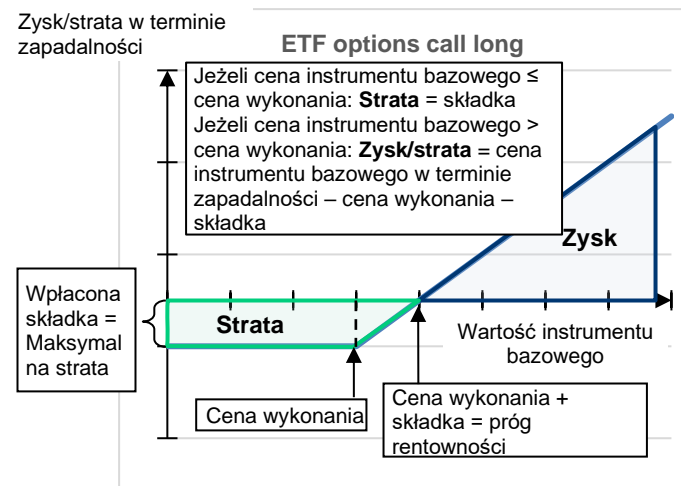 Zysk/strata w terminie
zapadalności
ETF options call long
Jeżeli cena instrumentu bazowego ≤
cena wykonania: Strata = składka
Jeżeli cena instrumentu bazowego >
cena wykonania: Zysk/strata = cena
instrumentu bazowego w terminie
zapadalności – cena wykonania –
składka
Zysk
Wpłacona
składka =
Maksymal
na strata
Strata
Wartość instrumentu
bazowego
Cena wykonania
Cena wykonania +
składka = próg
rentowności